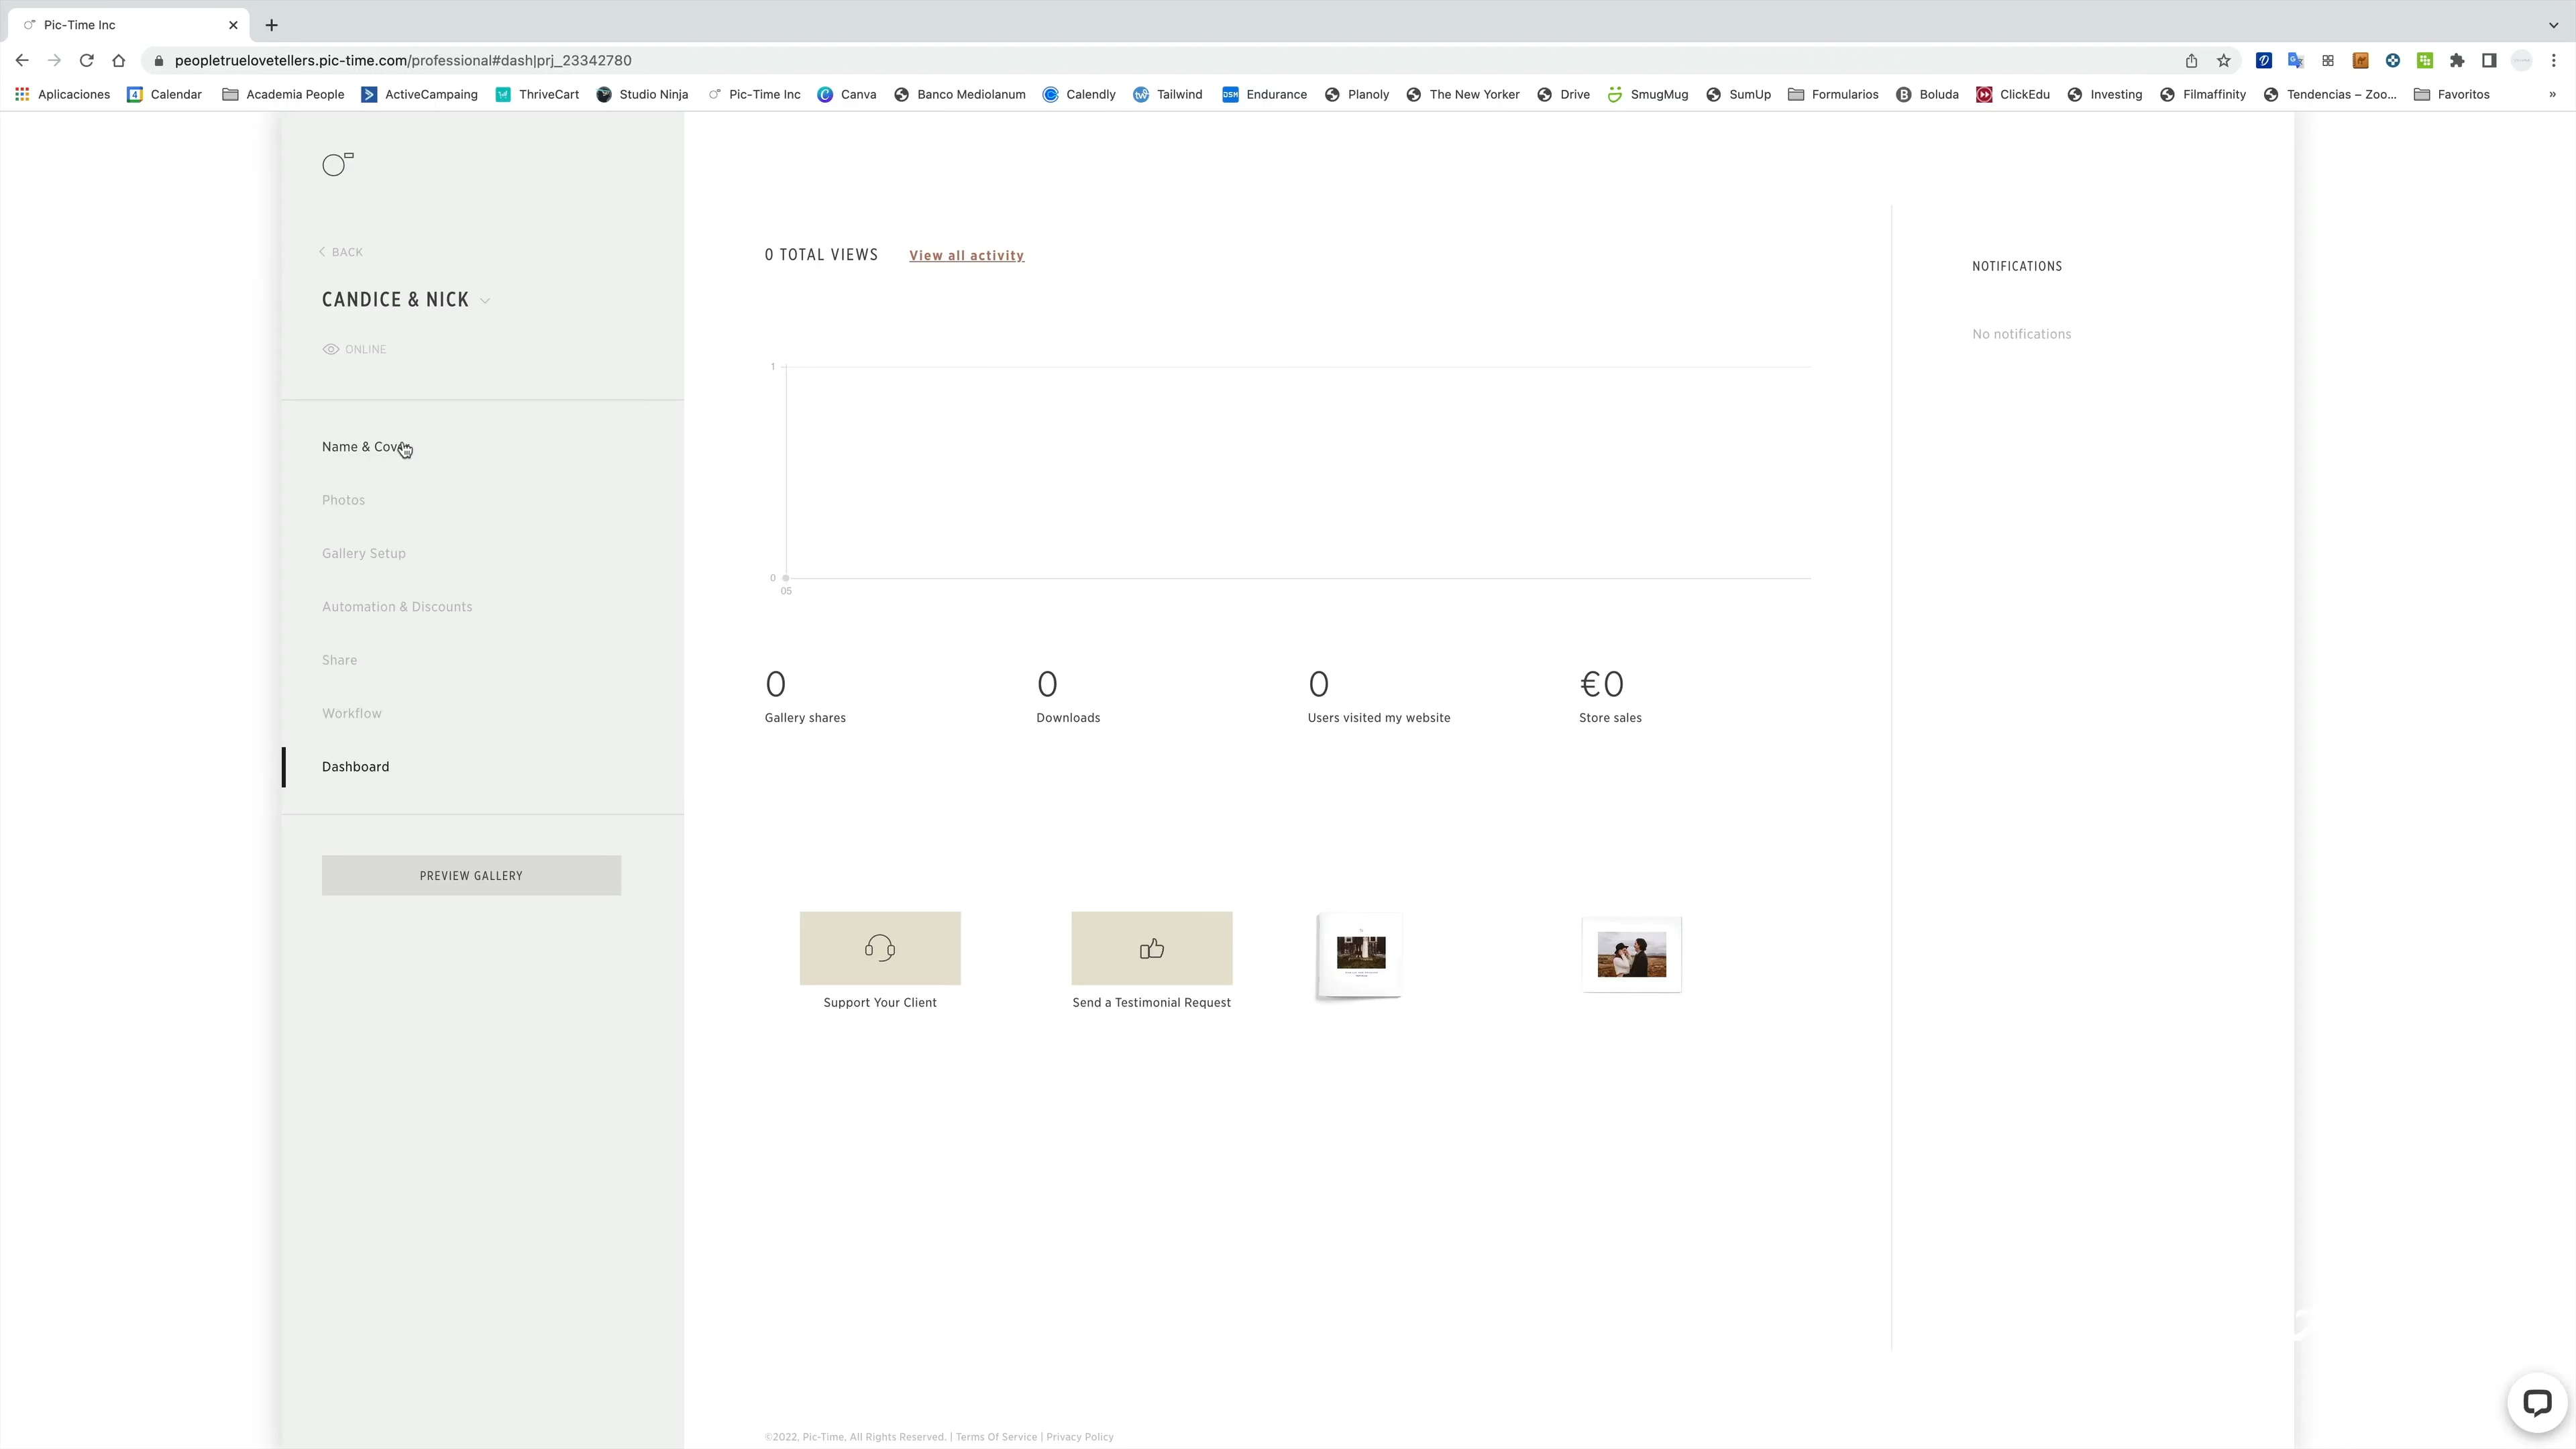 Pic-Time Inc
peopletruelovetellers.pic-time.com/professional#dash|prj_23342780
Aplicaciones Calendar Academia People ActiveCampaing ThriveCart Studio Ninja Pic-Time Inc Canva Banco Mediolanum Calendly Tailwind Endurance Planoly The New Yorker Drive SmugMug SumUp Formularios Boluda ClickEdu Investing Filmaffinity Tendencias – Zoo... Favoritos »
BACK
CANDICE & NICK
ONLINE
Name & Cover
Photos
Gallery Setup
Automation & Discounts
Share
Workflow
Dashboard
PREVIEW GALLERY
0 TOTAL VIEWS View all activity
1
0
05
0 0 0 €0
Gallery shares Downloads Users visited my website Store sales
Support Your Client Send a Testimonial Request
NOTIFICATIONS
No notifications
©2022, Pic-Time, All Rights Reserved. | Terms Of Service | Privacy Policy